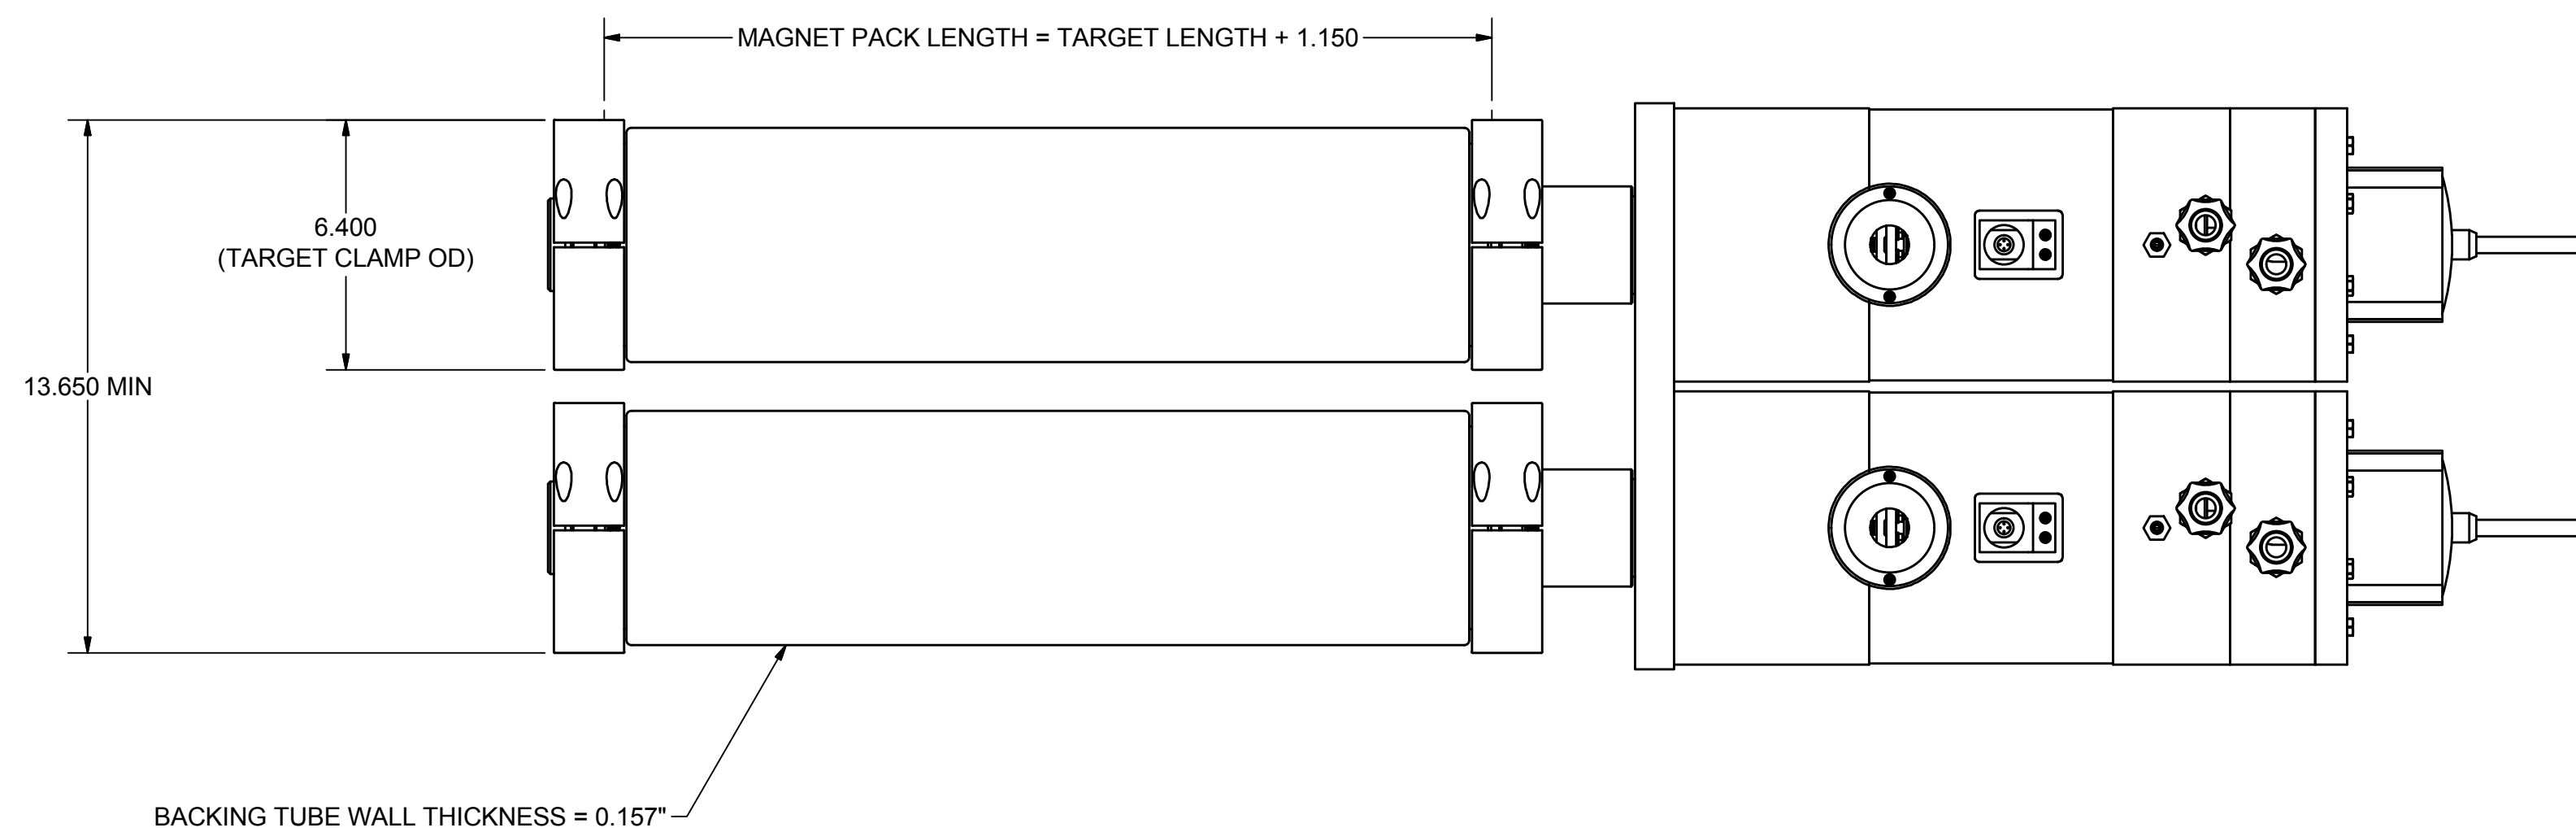 MAGNET PACK LENGTH = TARGET LENGTH + 1.150
6.400
(TARGET CLAMP OD)
13.650 MIN
BACKING TUBE WALL THICKNESS = 0.157"